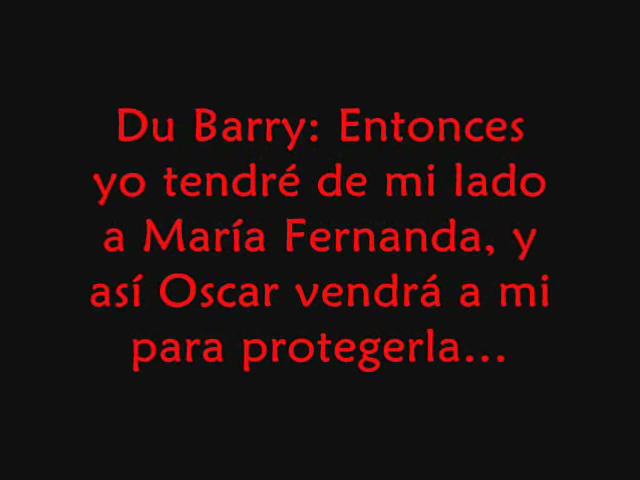 Du Barry: Entonces
yo tendré de mi lado
a María Fernanda, y
así Oscar vendrá a mi
para protegerla...